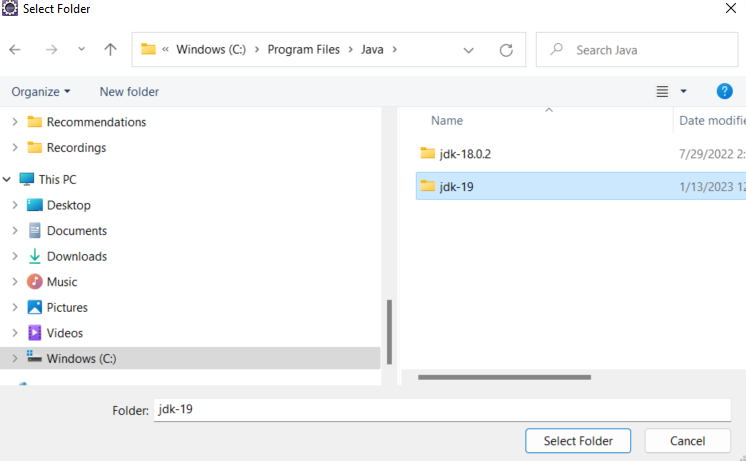 Select Folder
« Windows (C:) > Program Files > Java >
Search Java
Organize
New folder
Name
Date modifie
Recommendations
Recordings
This PC
Desktop
Documents
Downloads
Music
Pictures
Videos
Windows (C:)
jdk-18.0.2 7/29/2022 2:
jdk-19 1/13/2023 12
Folder: jdk-19
Select Folder
Cancel